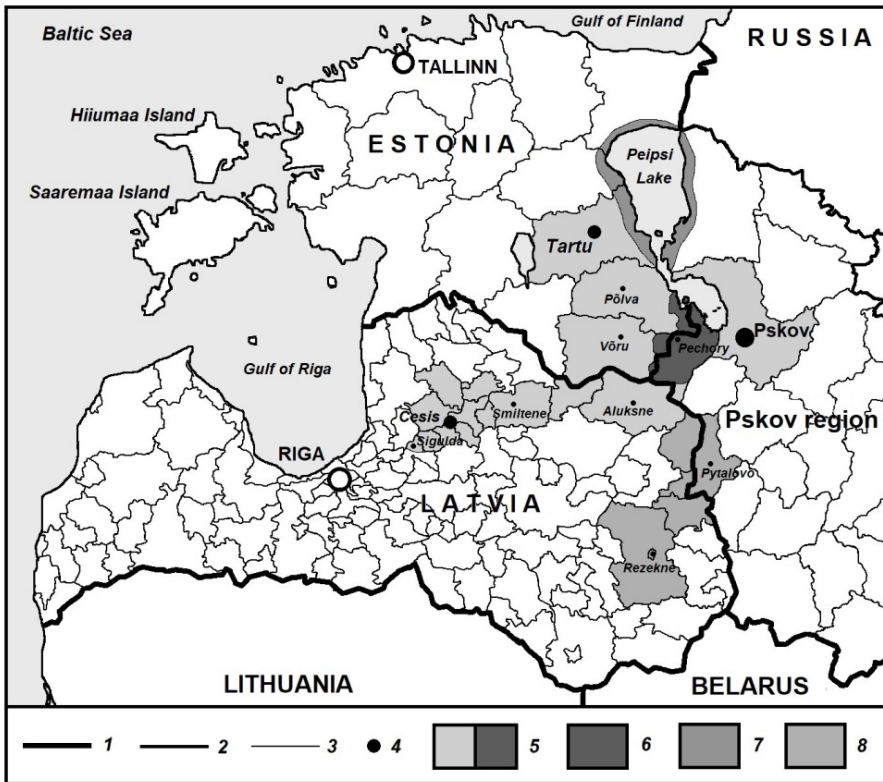 Gulf of Finland
Baltic Sea
RUSSIA
TALLINN
Hiiumaa Island
ESTONIA
Peipsi
Lake
Saaremaa Island
Tartu
Põlva
Pskov
Võru
Pechory
Gulf of Riga
Cesis
Smiltene
Aluksne
Pskov region
Sigulda
RIGA
Pytalovo
LATVIA
Rezekne
LITHUANIA
BELARUS
1 2 3 4 5 6 7 8